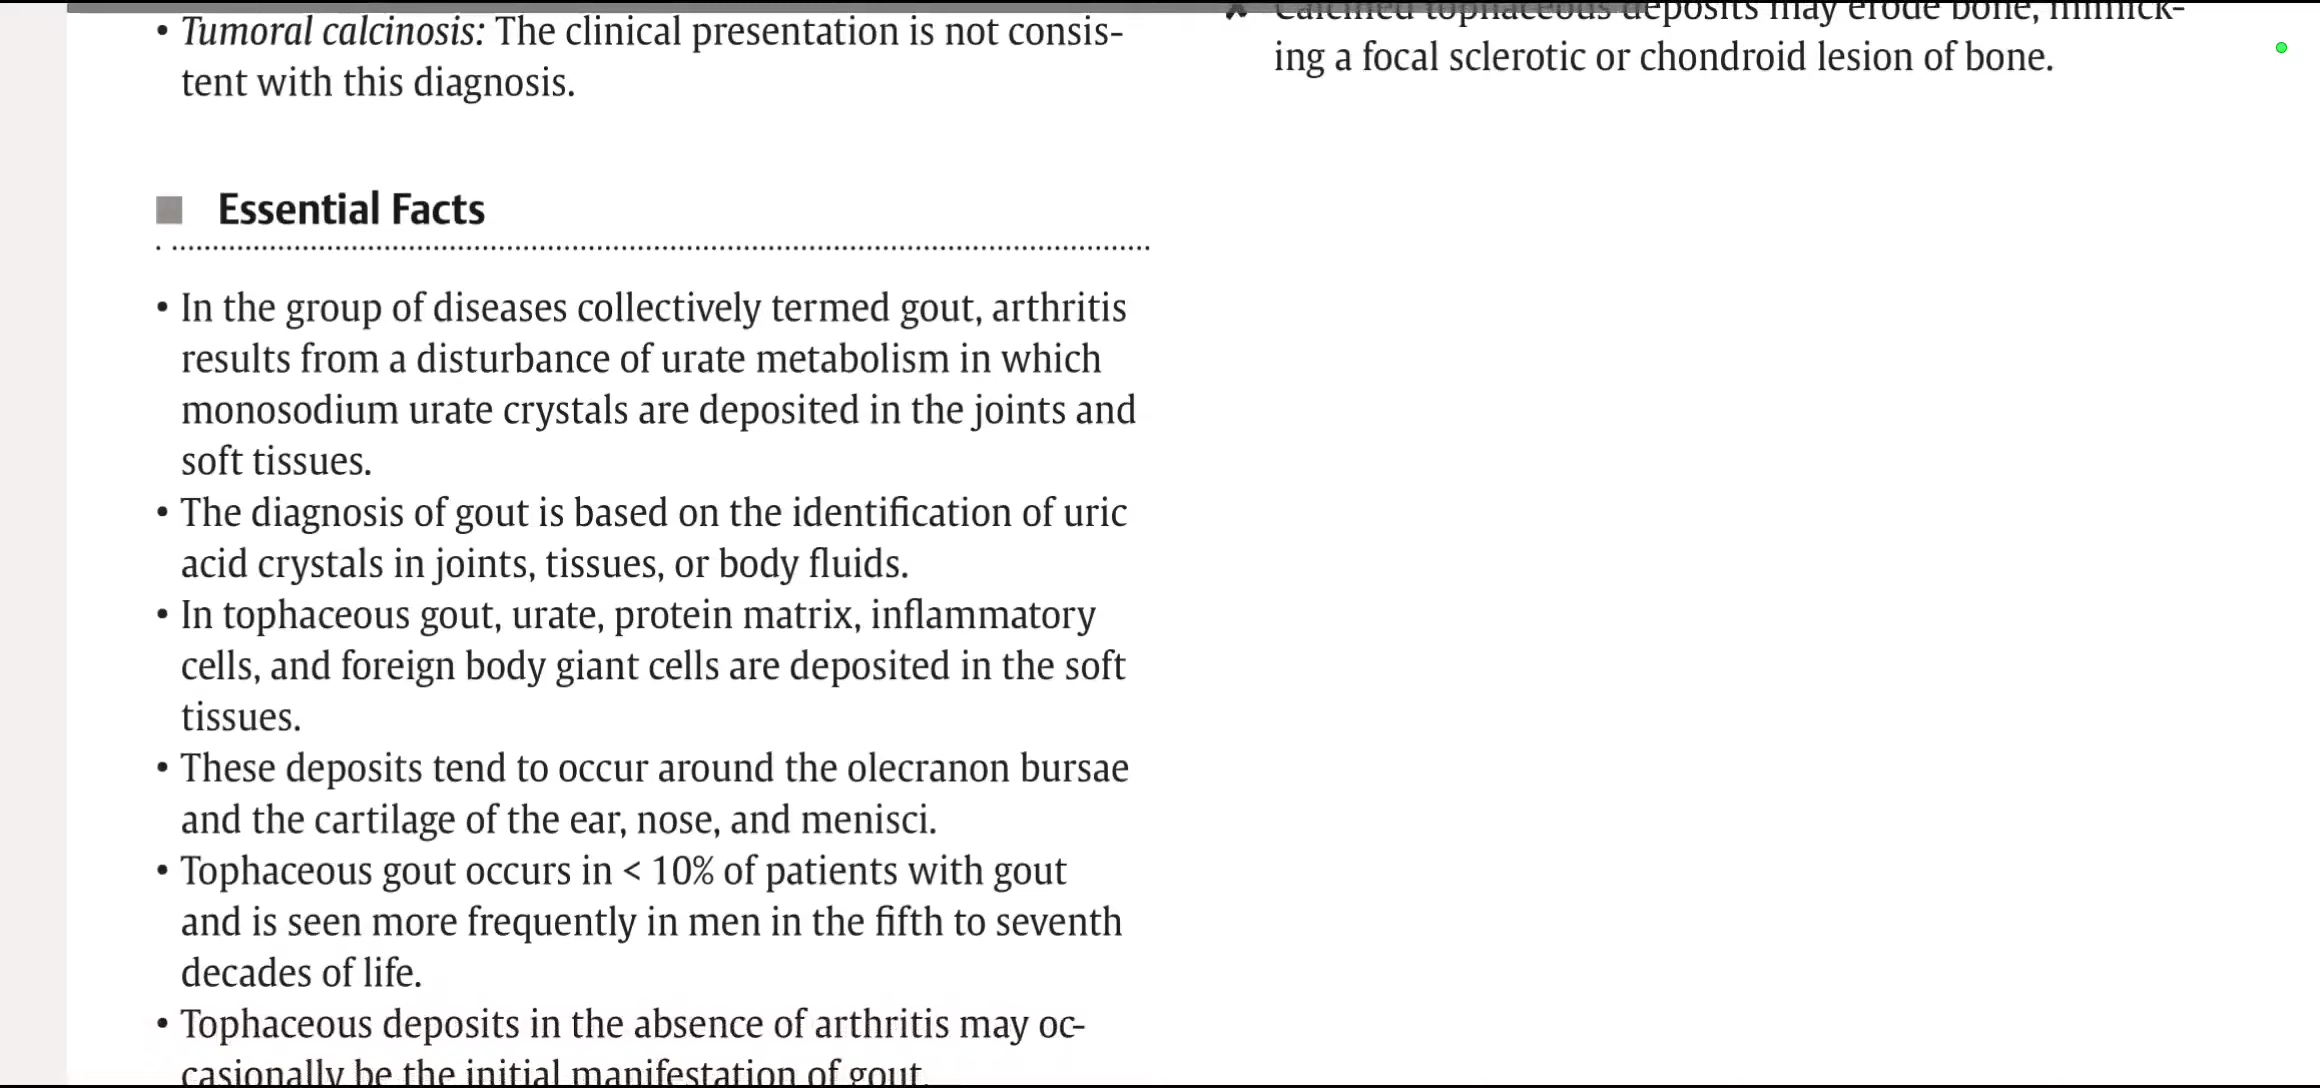 • Tumoral calcinosis: The clinical presentation is not consis-
tent with this diagnosis.
■ Essential Facts
• In the group of diseases collectively termed gout, arthritis
results from a disturbance of urate metabolism in which
monosodium urate crystals are deposited in the joints and
soft tissues.
• The diagnosis of gout is based on the identification of uric
acid crystals in joints, tissues, or body fluids.
• In tophaceous gout, urate, protein matrix, inflammatory
cells, and foreign body giant cells are deposited in the soft
tissues.
• These deposits tend to occur around the olecranon bursae
and the cartilage of the ear, nose, and menisci.
• Tophaceous gout occurs in < 10% of patients with gout
and is seen more frequently in men in the fifth to seventh
decades of life.
• Tophaceous deposits in the absence of arthritis may oc-
casionally be the initial manifestation of gout.
✗ Calcified tophaceous deposits may erode bone, mimick-
ing a focal sclerotic or chondroid lesion of bone.